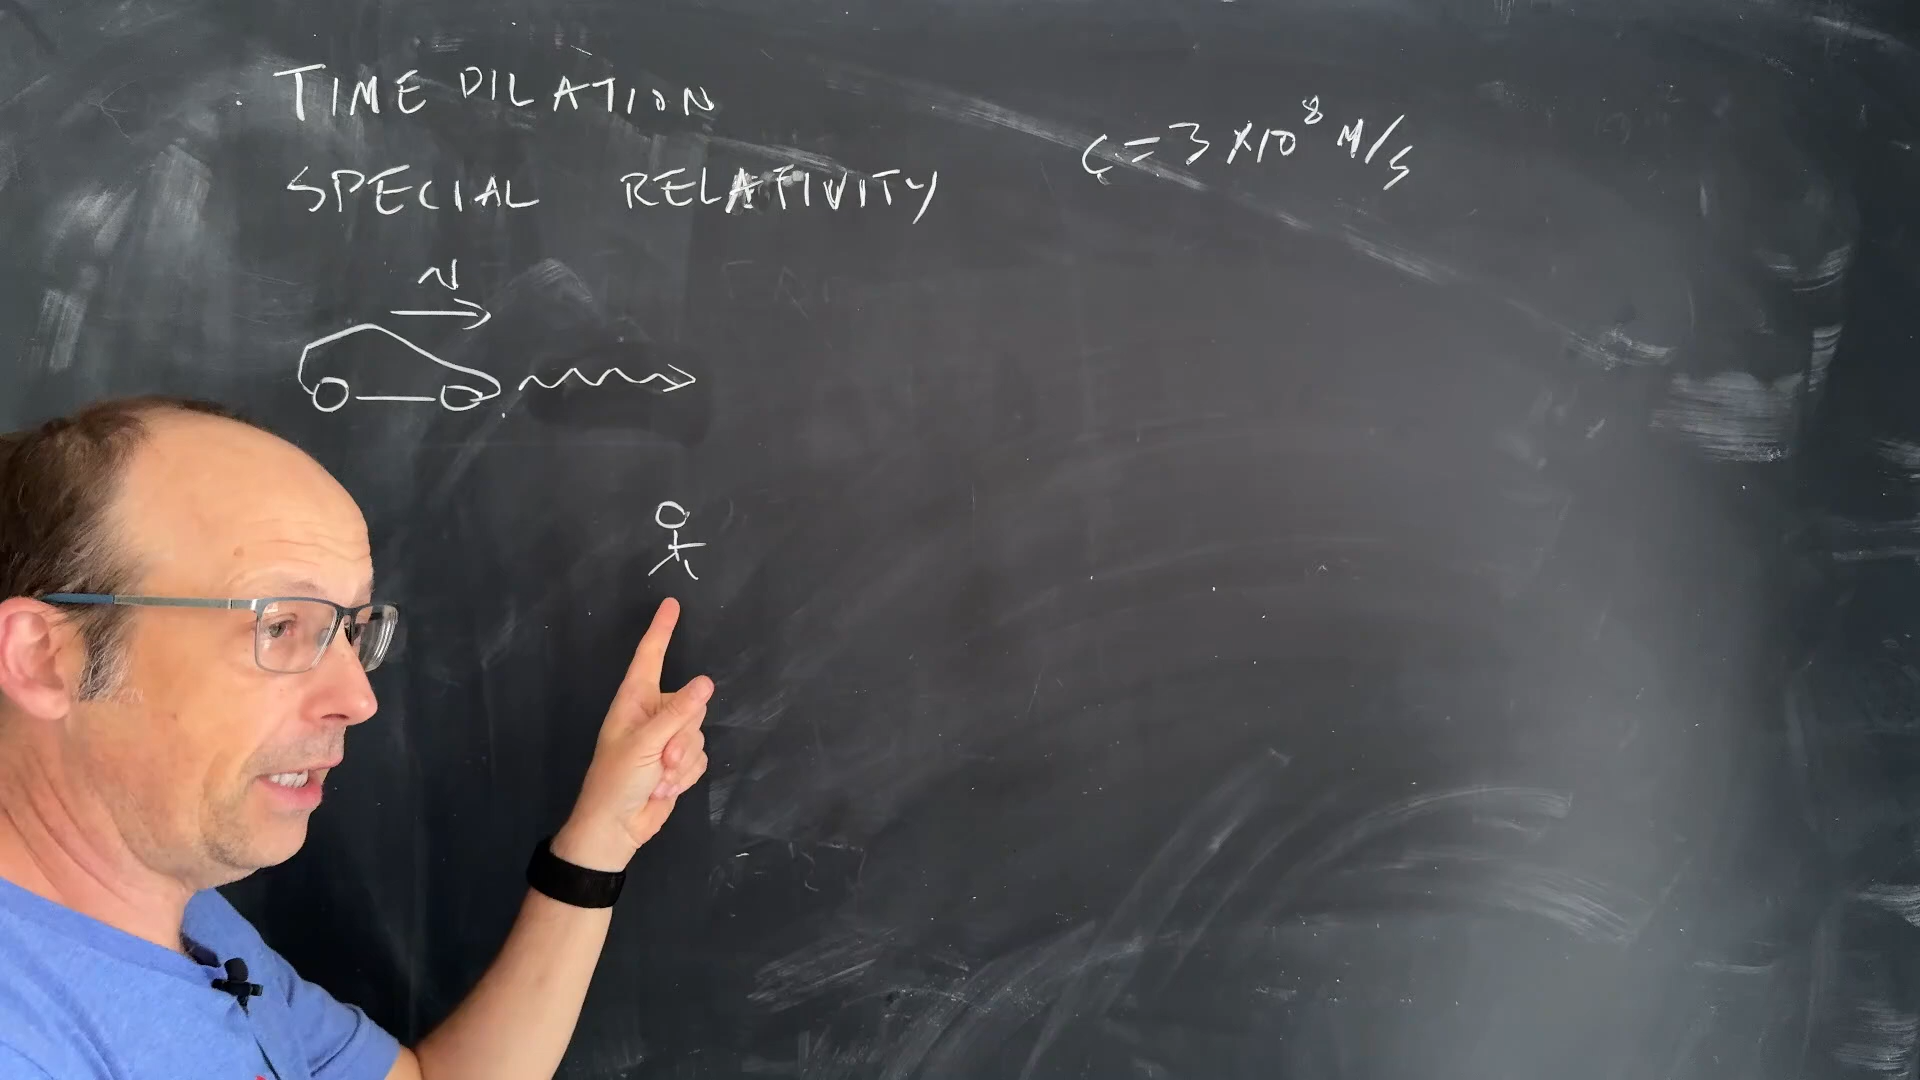 TIME DILATION
C = 3 × 10⁸ M/S
SPECIAL RELATIVITY